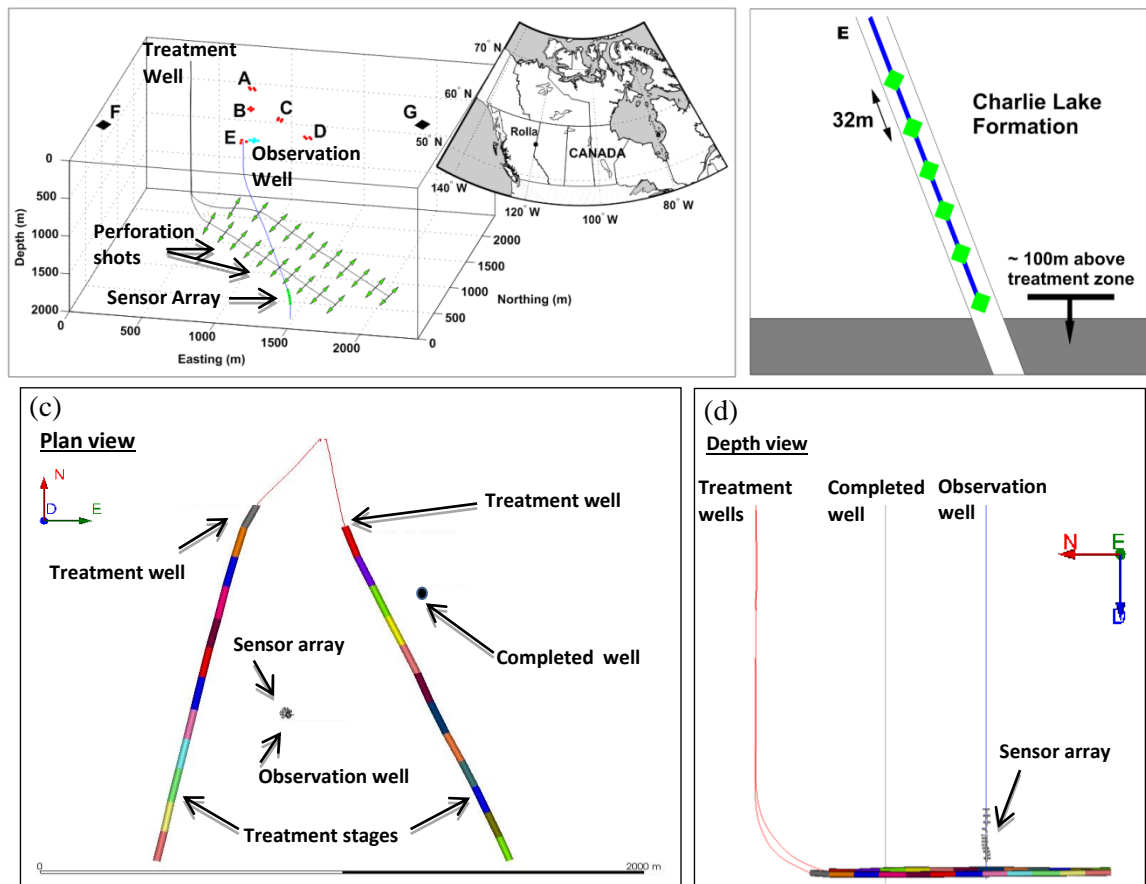 Treatment
Well
A
B
C
D
E
F
G
Observation
Well
Perforation
shots
Sensor Array
Depth (m)
0
500
1000
1500
2000
0
500
1000
1500
2000
Easting (m)
0
500
1000
1500
2000
Northing (m)
70° N
60° N
50° N
140° W
120° W
100° W
80° W
Rolla
CANADA
E
32m
Charlie Lake
Formation
~ 100m above
treatment zone
(c)
Plan view
N
D
E
Treatment well
Treatment well
Sensor array
Completed well
Observation well
Treatment stages
0
2000 m
(d)
Depth view
Treatment
wells
Completed
well
Observation
well
N
E
D
Sensor array